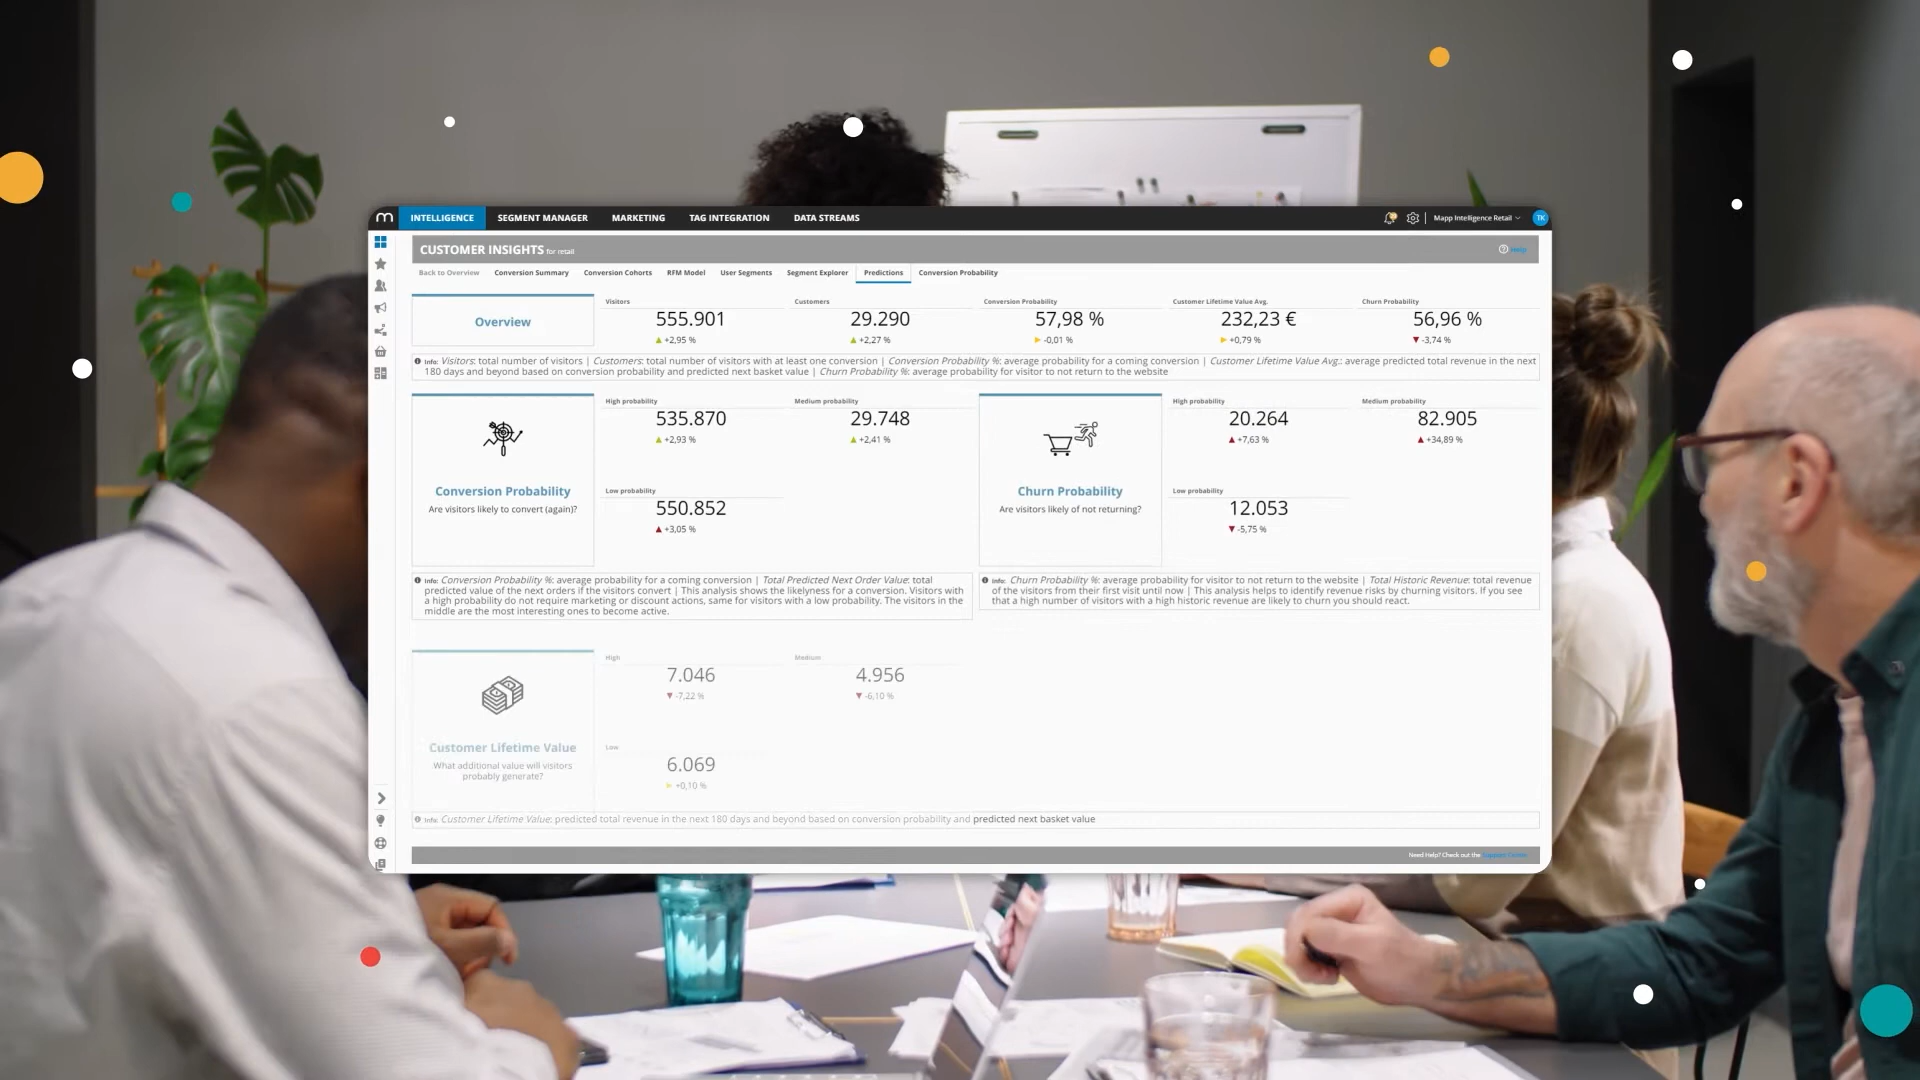 INTELLIGENCE SEGMENT MANAGER MARKETING TAG INTEGRATION DATA STREAMS Mapp Intelligence Retail TK
CUSTOMER INSIGHTS for retail Help
Back to Overview Conversion Summary Conversion Cohorts RFM Model User Segments Segment Explorer Predictions Conversion Probability
Overview
Visitors
555.901
+2,95 %
Customers
29.290
+2,27 %
Conversion Probability
57,98 %
-0,01 %
Customer Lifetime Value Avg.
232,23 €
+0,79 %
Churn Probability
56,96 %
-3,74 %
Info: Visitors: total number of visitors | Customers: total number of visitors with at least one conversion | Conversion Probability %: average probability for a coming conversion | Customer Lifetime Value Avg.: average predicted total revenue in the next
180 days and beyond based on conversion probability and predicted next basket value | Churn Probability %: average probability for visitor to not return to the website
Conversion Probability
Are visitors likely to convert (again)?
High probability
535.870
+2,93 %
Medium probability
29.748
+2,41 %
Low probability
550.852
+3,05 %
Churn Probability
Are visitors likely of not returning?
High probability
20.264
+7,63 %
Medium probability
82.905
+34,89 %
Low probability
12.053
-5,75 %
Info: Conversion Probability %: average probability for a coming conversion | Total Predicted Next Order Value: total
predicted value of the next orders if the visitors convert | This analysis shows the likelyness for a conversion. Visitors with
a high probability do not require marketing or discount actions, same for visitors with a low probability. The visitors in the
middle are the most interesting ones to become active.
Info: Churn Probability %: average probability for visitor to not return to the website | Total Historic Revenue: total revenue
of the visitors from their first visit until now | This analysis helps to identify revenue risks by churning visitors. If you see
that a high number of visitors with a high historic revenue are likely to churn you should react.
Customer Lifetime Value
What additional value will visitors
probably generate?
High
7.046
-7,22 %
Medium
4.956
-6,10 %
Low
6.069
+0,10 %
Info: Customer Lifetime Value: predicted total revenue in the next 180 days and beyond based on conversion probability and predicted next basket value
Need Help? Check out the